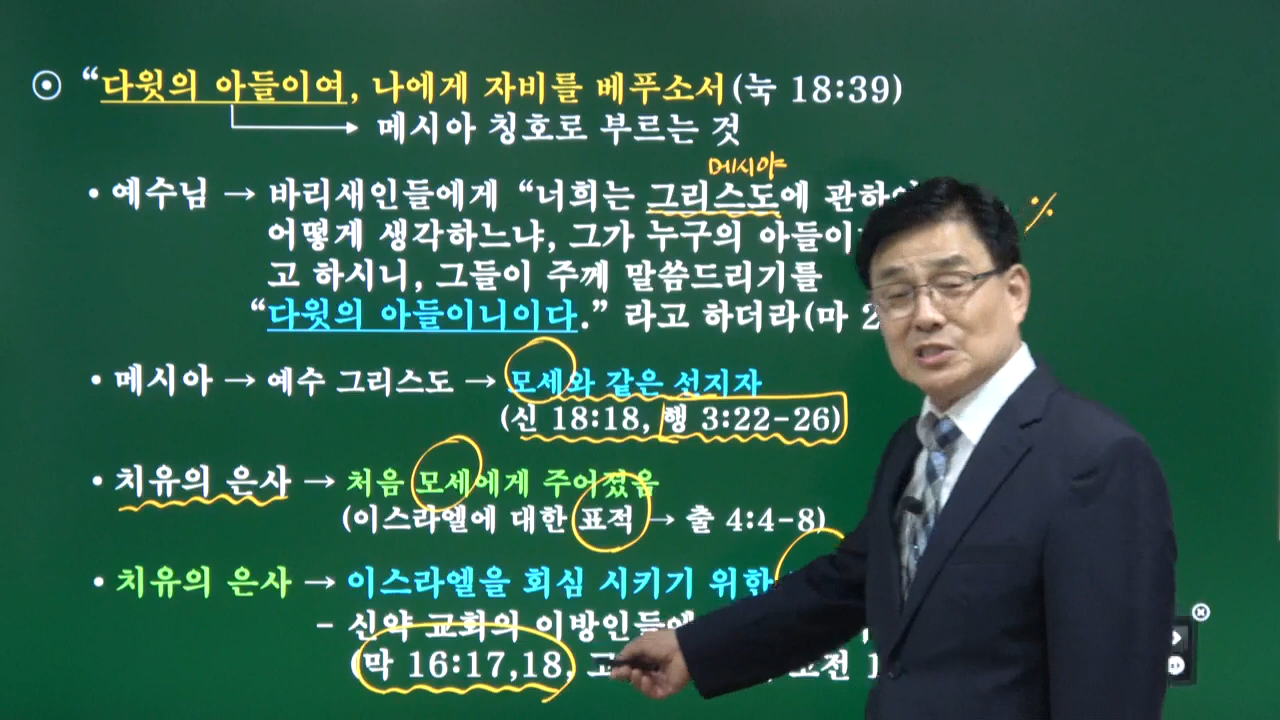 ⊙ “다윗의 아들이여, 나에게 자비를 베푸소서(눅 18:39)
메시아 칭호로 부르는 것
메시야
• 예수님 → 바리새인들에게 “너희는 그리스도에 관하여
어떻게 생각하느냐, 그가 누구의 아들이
고 하시니, 그들이 주께 말씀드리기를
“다윗의 아들이니이다.” 라고 하더라(마 2
• 메시아 → 예수 그리스도 → 모세와 같은 선지자
(신 18:18, 행 3:22-26)
• 치유의 은사 → 처음 모세에게 주어졌음
(이스라엘에 대한 표적 → 출 4:4-8)
• 치유의 은사 → 이스라엘을 회심 시키기 위한
- 신약 교회의 이방인들에
(막 16:17,18, 고전 1